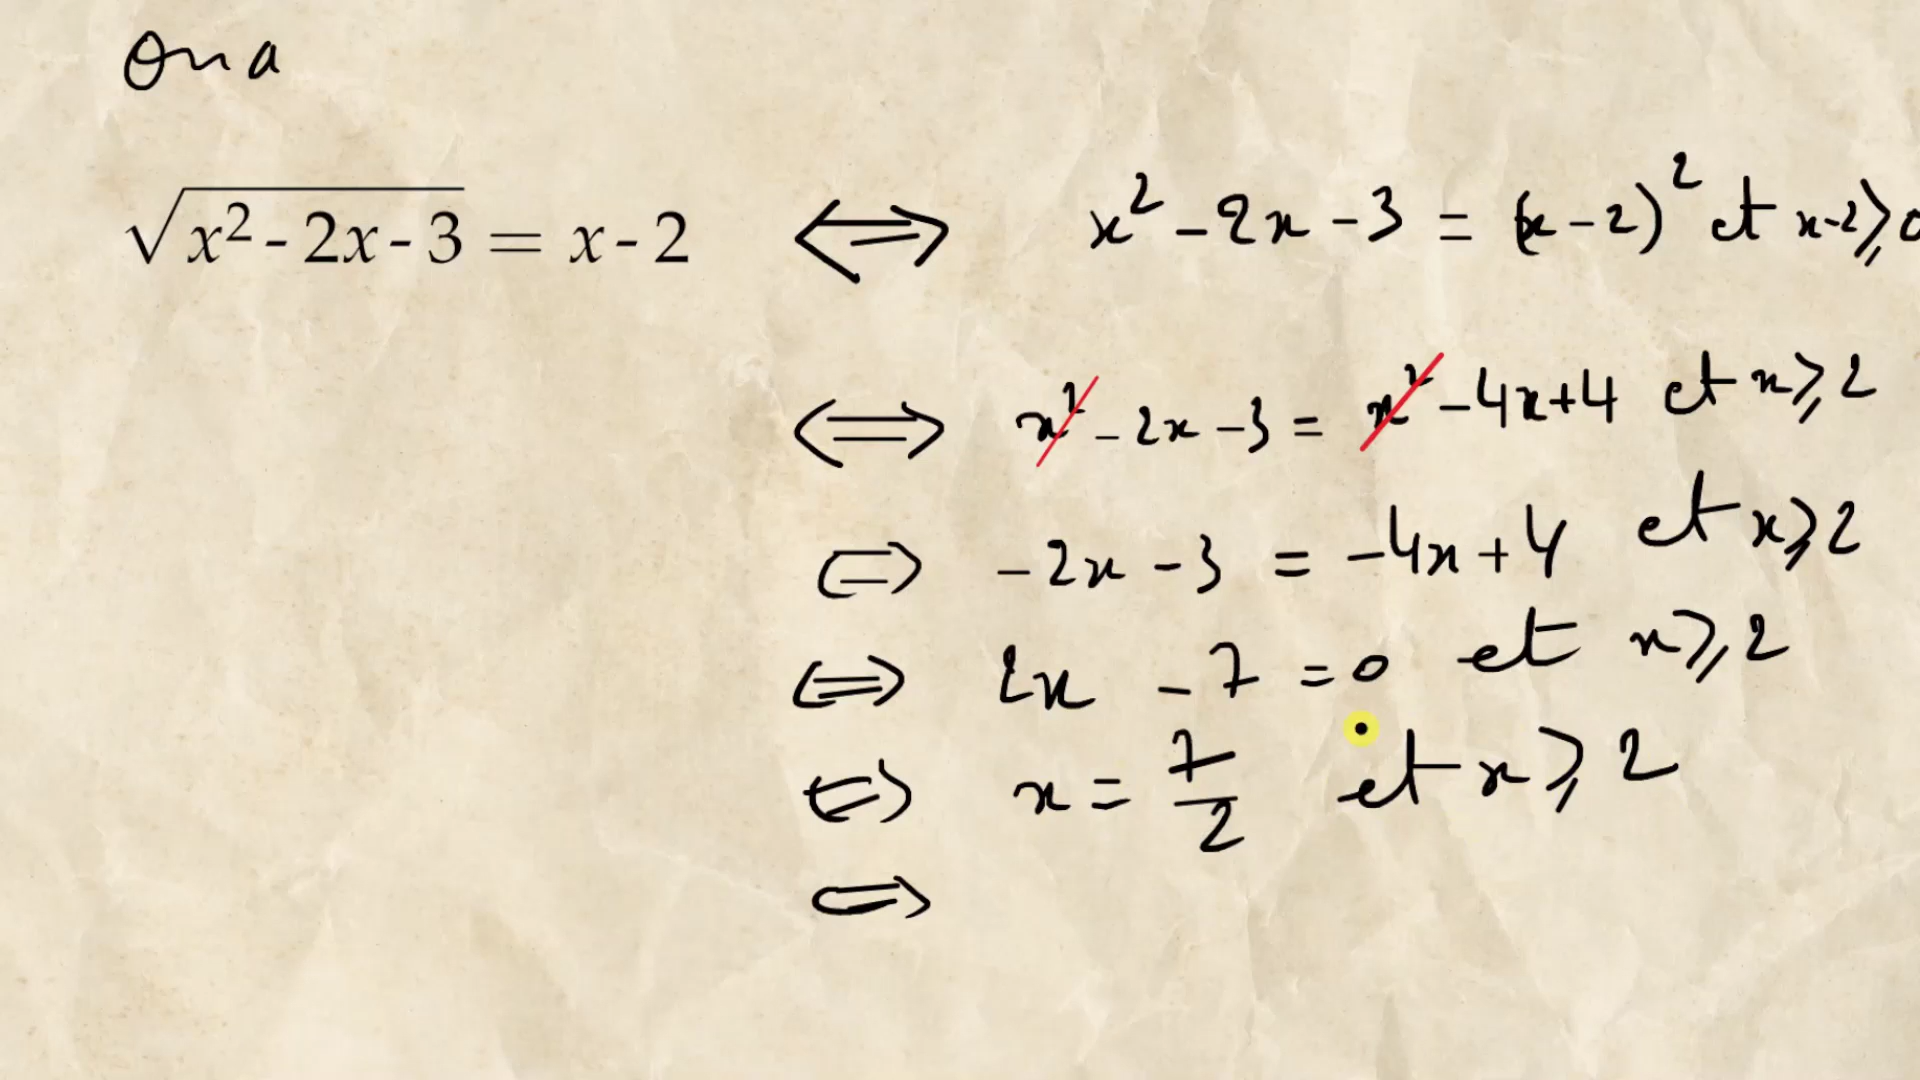 On a
√(x² - 2x - 3) = x - 2 ⟺ x² - 2x - 3 = (x - 2)² et x - 2 ⩾ 0
⟺ x² - 2x - 3 = x² - 4x + 4 et x ⩾ 2
⟺ - 2x - 3 = - 4x + 4 et x ⩾ 2
⟺ 2x - 7 = 0 et x ⩾ 2
⟺ x = 7/2 et x ⩾ 2
⟺